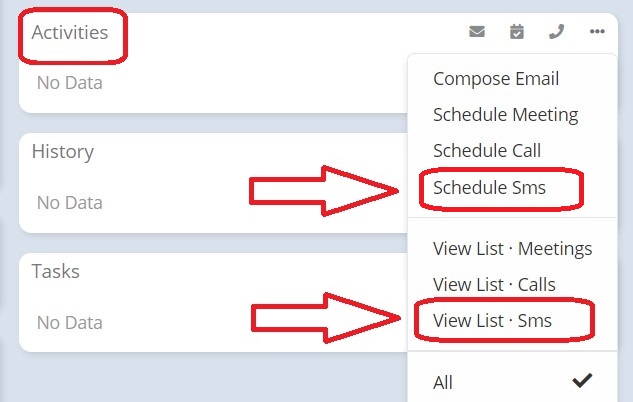 Activities
No Data
Compose Email
Schedule Meeting
Schedule Call
Schedule Sms
View List · Meetings
View List · Calls
View List · Sms
All
History
No Data
Tasks
No Data